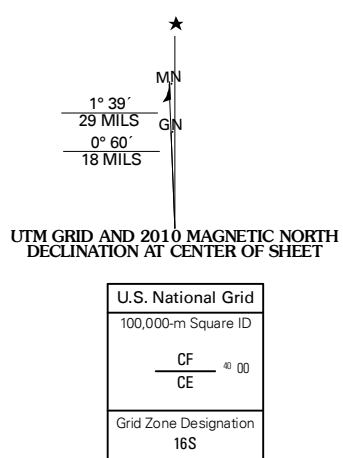 ★
MN
1° 39´
29 MILS
GN
0° 60´
18 MILS
UTM GRID AND 2010 MAGNETIC NORTH
DECLINATION AT CENTER OF SHEET
U.S. National Grid
100,000-m Square ID
CF
40 00
CE
Grid Zone Designation
16S